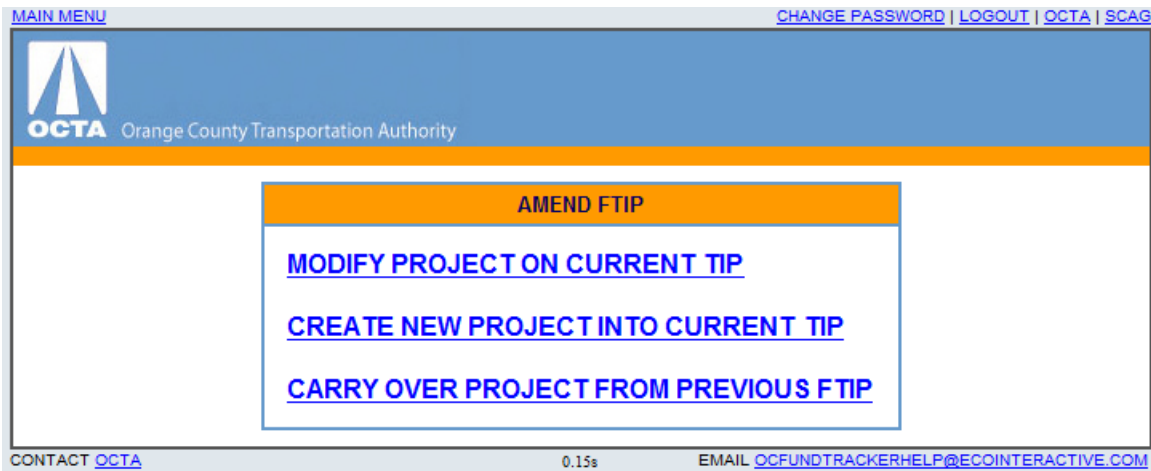 MAIN MENU CHANGE PASSWORD | LOGOUT | OCTA | SCAG
OCTA Orange County Transportation Authority
AMEND FTIP
MODIFY PROJECT ON CURRENT TIP
CREATE NEW PROJECT INTO CURRENT TIP
CARRY OVER PROJECT FROM PREVIOUS FTIP
CONTACT OCTA 0.15s EMAIL OCFUNDTRACKERHELP@ECOINTERACTIVE.COM